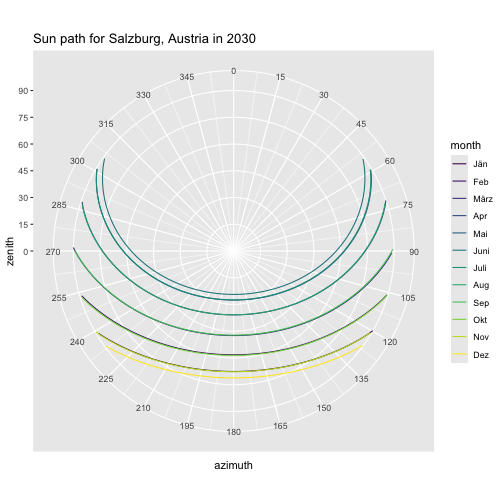 Sun path for Salzburg, Austria in 2030
0
345
15
330
30
315
45
300
60
285
75
270
90
255
105
240
120
225
135
210
150
195
165
180
90
75
60
45
30
15
0
zenith
azimuth
month
Jän
Feb
März
Apr
Mai
Juni
Juli
Aug
Sep
Okt
Nov
Dez